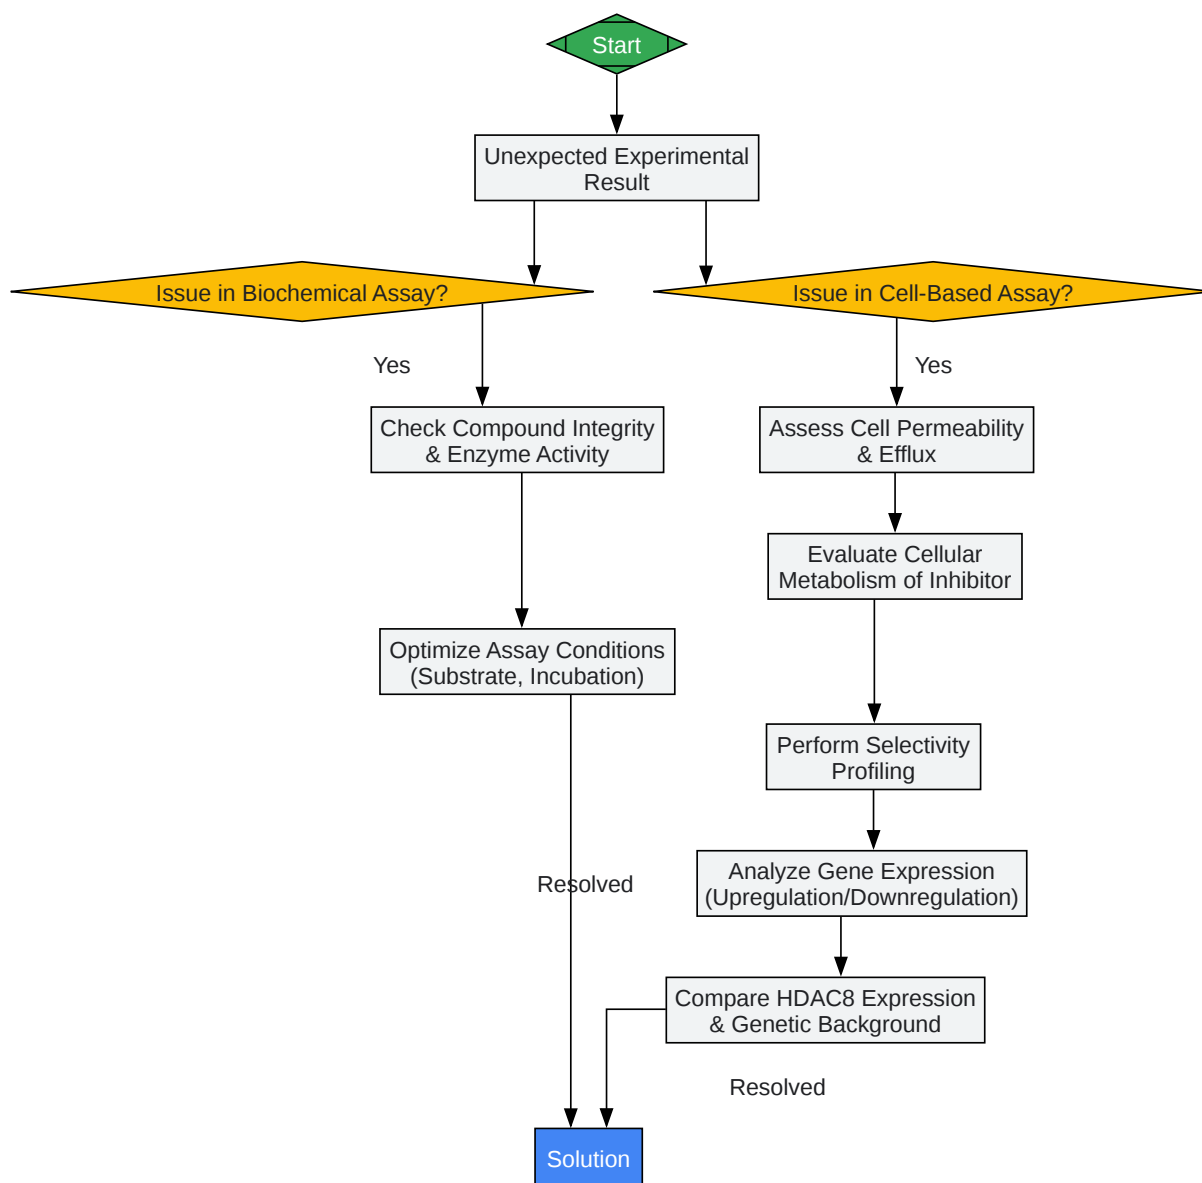 Start
Unexpected Experimental
Result
Issue in Biochemical Assay?
Issue in Cell-Based Assay?
Yes
Yes
Check Compound Integrity
& Enzyme Activity
Assess Cell Permeability
& Efflux
Evaluate Cellular
Metabolism of Inhibitor
Optimize Assay Conditions
(Substrate, Incubation)
Perform Selectivity
Profiling
Resolved
Analyze Gene Expression
(Upregulation/Downregulation)
Compare HDAC8 Expression
& Genetic Background
Resolved
Solution